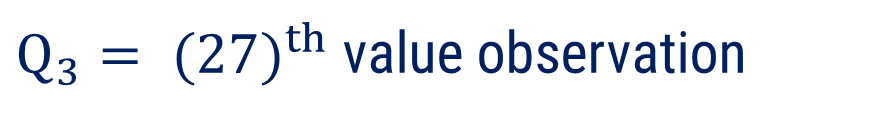 Q₃ = (27)ᵗʰ value observation